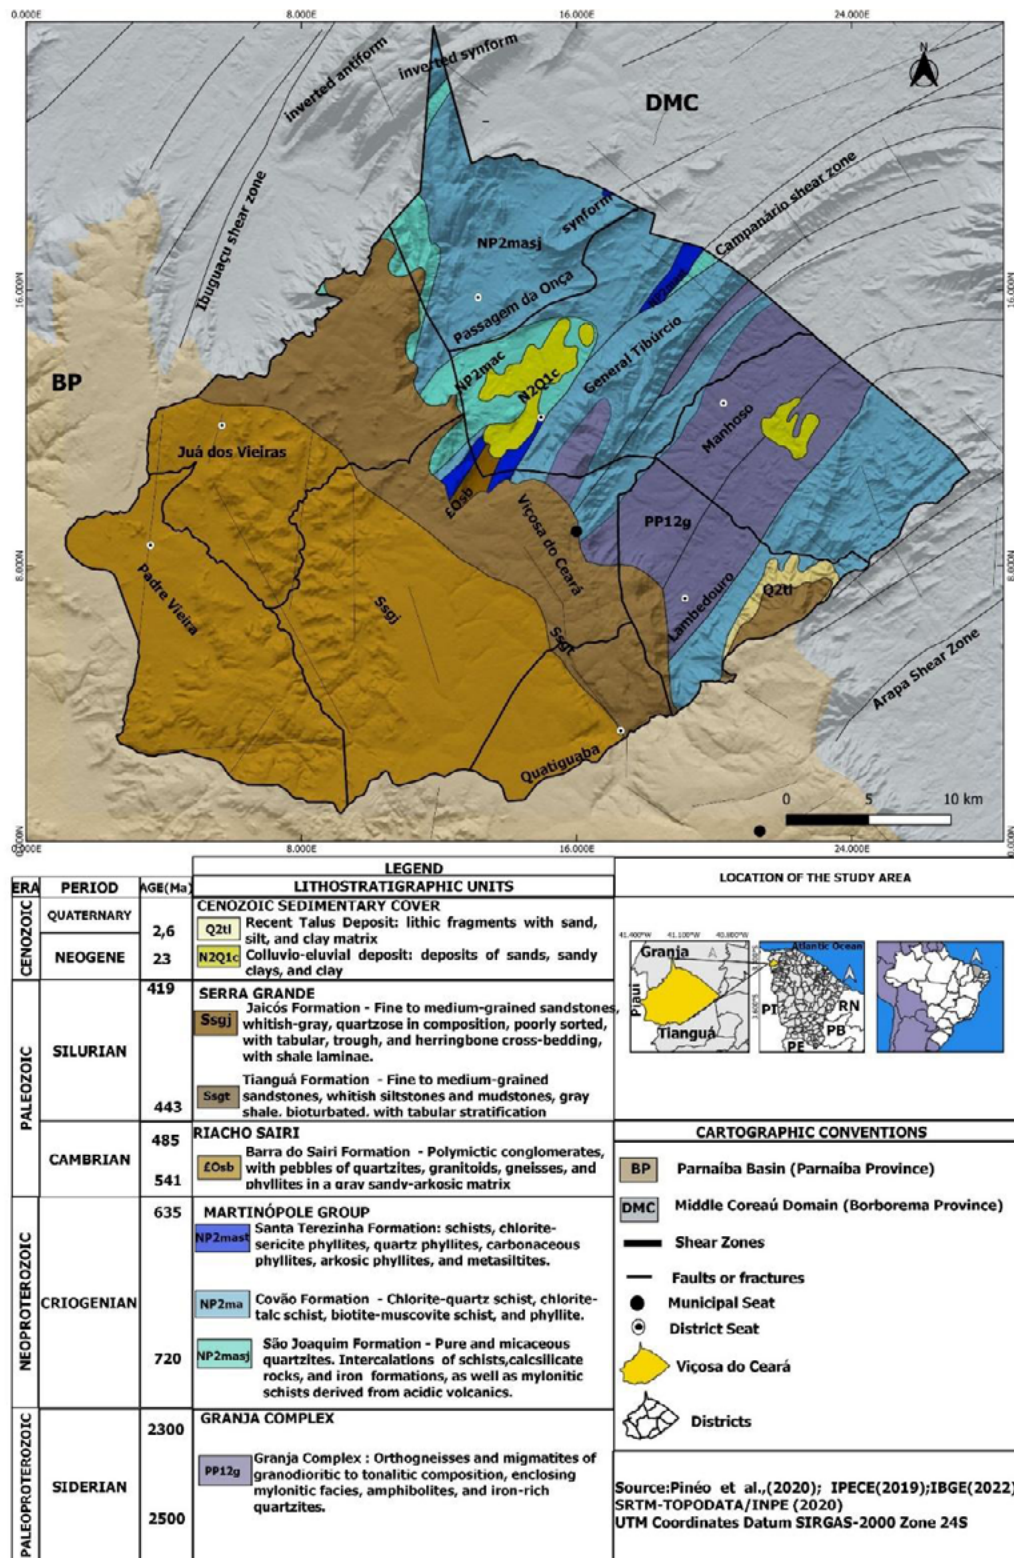 0.000E
8.000E
16.000E
24.000E
inverted antiform
inverted synform
DMC
N
Ibuguaçu shear zone
synform
Campanário shear zone
NP2masj
16.000N
16.000N
Passagem da Onça
General Tibúrcio
BP
NP2mac
N2Q1c
Manhoso
Juá dos Vieiras
£Osb
Viçosa do Ceará
PP12g
8.000N
8.000N
Padre Vieira
Ssgj
Lambedouro
Q2tl
Ssgt
Arapa Shear Zone
Quatiguaba
0 5 10 km
0.000N
0.000N
0.000E
8.000E
16.000E
24.000E
LEGEND
ERA PERIOD AGE(Ma) LITHOSTRATIGRAPHIC UNITS
CENOZOIC
QUATERNARY
2,6
NEOGENE
23
CENOZOIC SEDIMENTARY COVER
Q2tl Recent Talus Deposit: lithic fragments with sand,
silt, and clay matrix
N2Q1c Colluvio-eluvial deposit: deposits of sands, sandy
clays, and clay
PALEOZOIC
419
SILURIAN
443
SERRA GRANDE
Ssgj Jaicós Formation - Fine to medium-grained sandstones,
whitish-gray, quartzose in composition, poorly sorted,
with tabular, trough, and herringbone cross-bedding,
with shale laminae.
Ssgt Tianguá Formation - Fine to medium-grained
sandstones, whitish siltstones and mudstones, gray
shale, bioturbated, with tabular stratification
485
CAMBRIAN
541
RIACHO SAIRI
£Osb Barra do Sairi Formation - Polymictic conglomerates,
with pebbles of quartzites, granitoids, gneisses, and
phyllites in a gray sandy-arkosic matrix
NEOPROTEROZOIC
635
CRIOGENIAN
720
MARTINÓPOLE GROUP
NP2mast Santa Terezinha Formation: schists, chlorite-
sericite phyllites, quartz phyllites, carbonaceous
phyllites, arkosic phyllites, and metasiltites.
NP2ma Covão Formation - Chlorite-quartz schist, chlorite-
talc schist, biotite-muscovite schist, and phyllite.
NP2masj São Joaquim Formation - Pure and micaceous
quartzites. Intercalations of schists,calcsilicate
rocks, and iron formations, as well as mylonitic
schists derived from acidic volcanics.
PALEOPROTEROZOIC
2300
SIDERIAN
2500
GRANJA COMPLEX
PP12g Granja Complex : Orthogneisses and migmatites of
granodioritic to tonalitic composition, enclosing
mylonitic facies, amphibolites, and iron-rich
quartzites.
LOCATION OF THE STUDY AREA
41.400°W 41.100°W 40.800°W
Granja
Piauí
Tianguá
Atlantic Ocean
PI
RN
PB
PE
CARTOGRAPHIC CONVENTIONS
BP Parnaíba Basin (Parnaíba Province)
DMC Middle Coreaú Domain (Borborema Province)
Shear Zones
Faults or fractures
Municipal Seat
District Seat
Viçosa do Ceará
Districts
Source:Pinéo et al.,(2020); IPECE(2019);IBGE(2022)
SRTM-TOPODATA/INPE (2020)
UTM Coordinates Datum SIRGAS-2000 Zone 24S